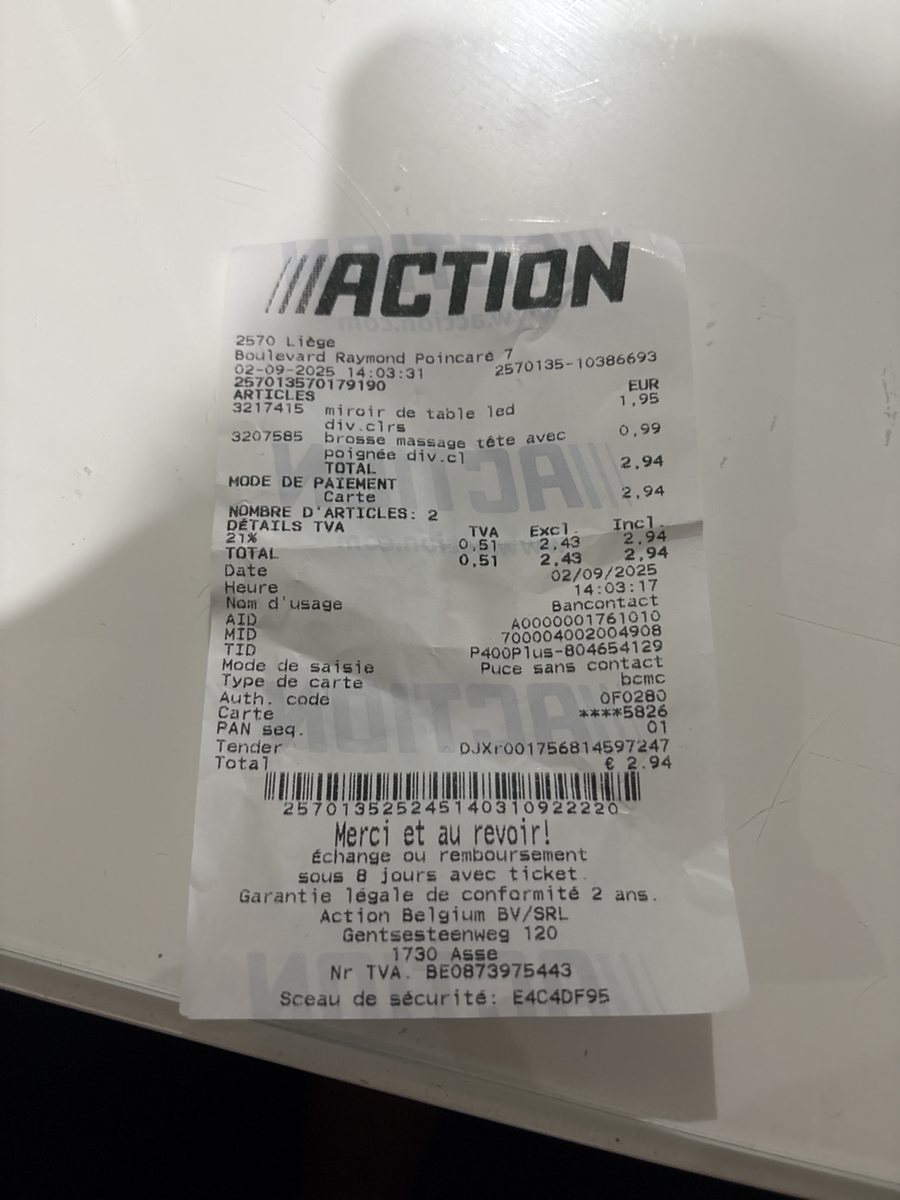 ///ACTION
2570 Liège
Boulevard Raymond Poincaré 7
02-09-2025 14:03:31 2570135-10386693
257013570179190
ARTICLES EUR
3217415 miroir de table led 1,95
div.clrs
3207585 brosse massage tête avec 0,99
poignée div.cl
TOTAL 2,94
MODE DE PAIEMENT
Carte 2,94
NOMBRE D'ARTICLES: 2
DÉTAILS TVA TVA Excl. Incl.
21% 0,51 2,43 2,94
TOTAL 0,51 2,43 2,94
Date 02/09/2025
Heure 14:03:17
Nom d'usage Bancontact
AID A0000001761010
MID 700004002004908
TID P400Plus-804654129
Mode de saisie Puce sans contact
Type de carte bcmc
Auth. code 0F0280
Carte ****5826
PAN seq. 01
Tender DJXr001756814597247
Total € 2.94
257013525245140310922220
Merci et au revoir!
Échange ou remboursement
sous 8 jours avec ticket.
Garantie légale de conformité 2 ans.
Action Belgium BV/SRL
Gentsesteenweg 120
1730 Asse
Nr TVA. BE0873975443
Sceau de sécurité: E4C4DF95